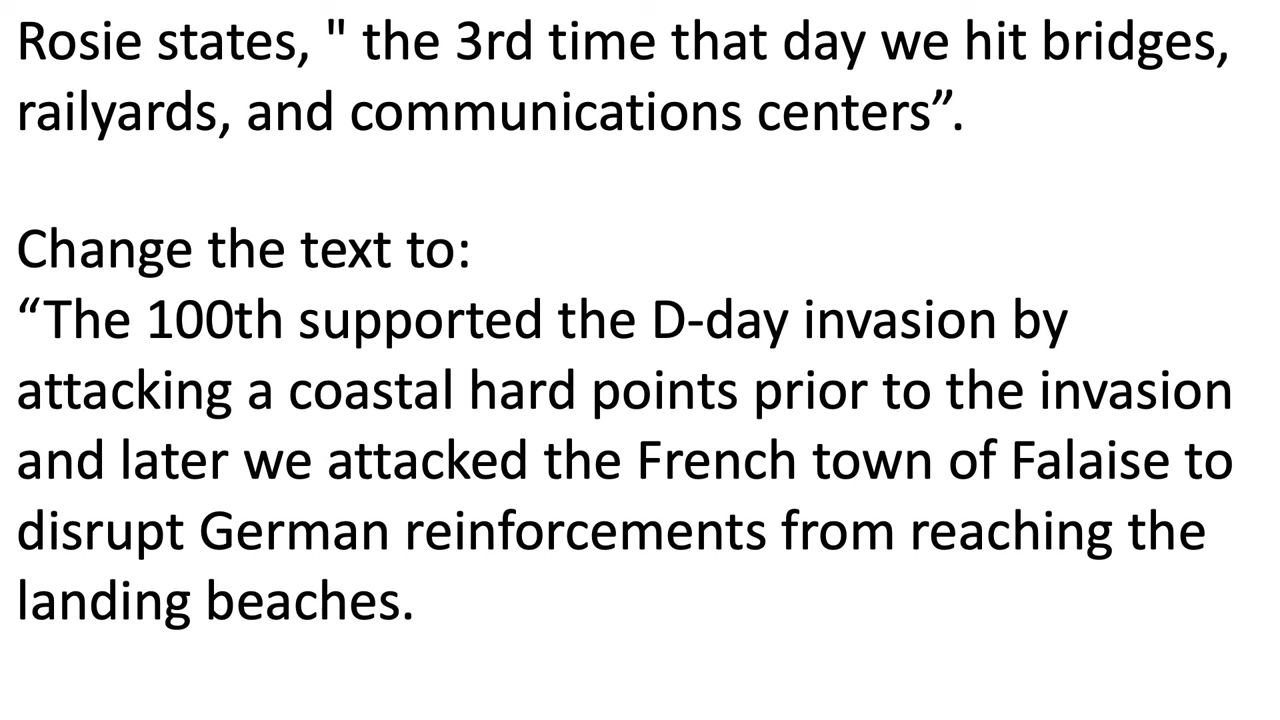 Rosie states, " the 3rd time that day we hit bridges,
railyards, and communications centers”.
Change the text to:
“The 100th supported the D-day invasion by
attacking a coastal hard points prior to the invasion
and later we attacked the French town of Falaise to
disrupt German reinforcements from reaching the
landing beaches.